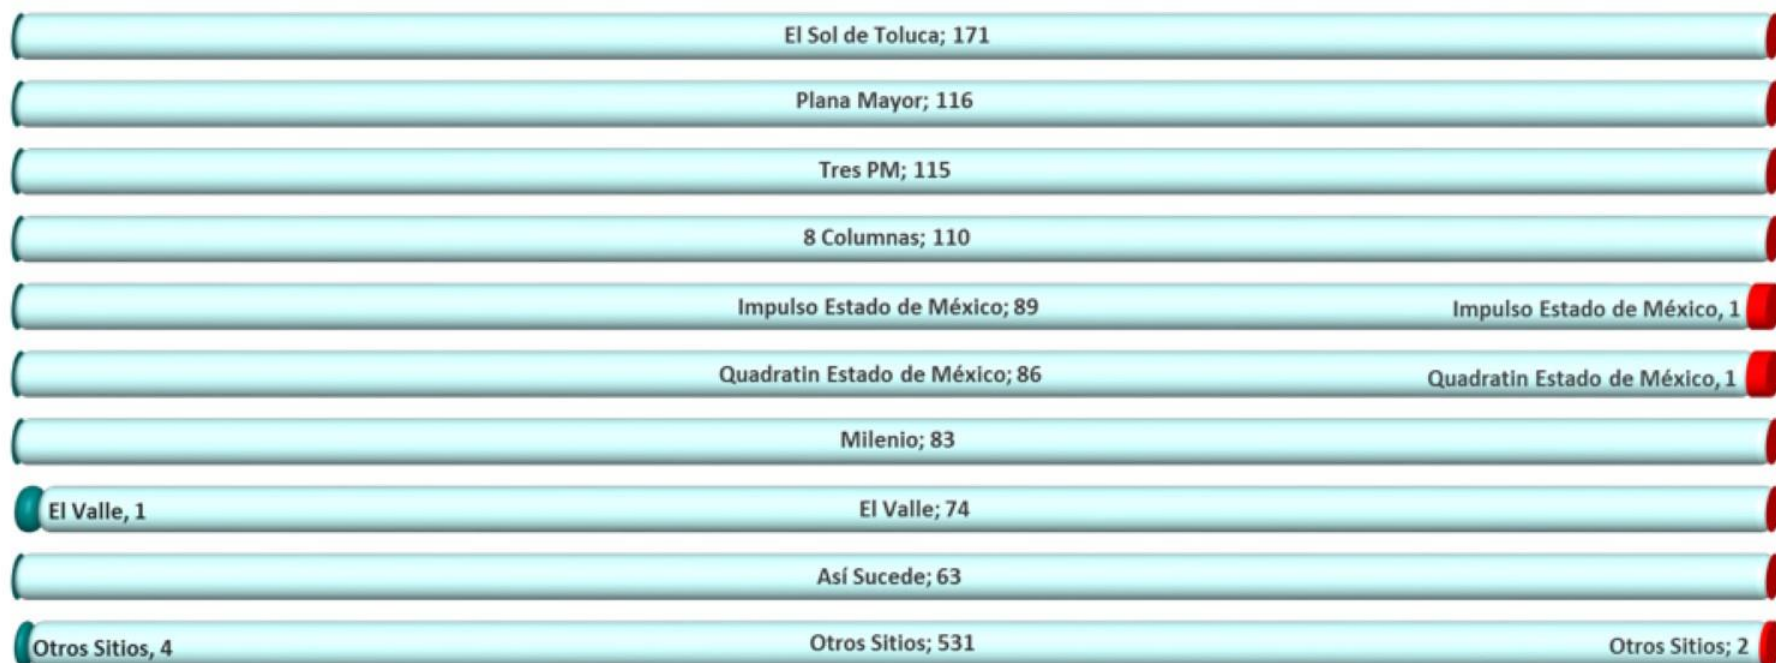 El Sol de Toluca; 171
Plana Mayor; 116
Tres PM; 115
8 Columnas; 110
Impulso Estado de México; 89 Impulso Estado de México, 1
Quadratin Estado de México; 86 Quadratin Estado de México, 1
Milenio; 83
El Valle, 1 El Valle; 74
Así Sucede; 63
Otros Sitios, 4 Otros Sitios; 531 Otros Sitios; 2